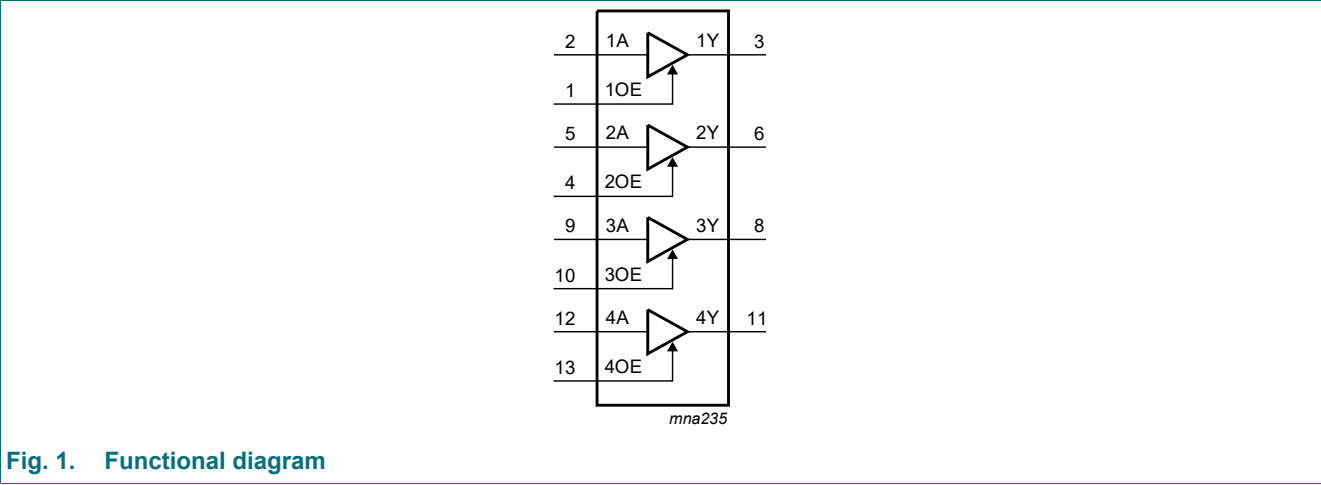 2 1A 1Y 3
1 1OE
5 2A 2Y 6
4 2OE
9 3A 3Y 8
10 3OE
12 4A 4Y 11
13 4OE
mna235
Fig. 1. Functional diagram